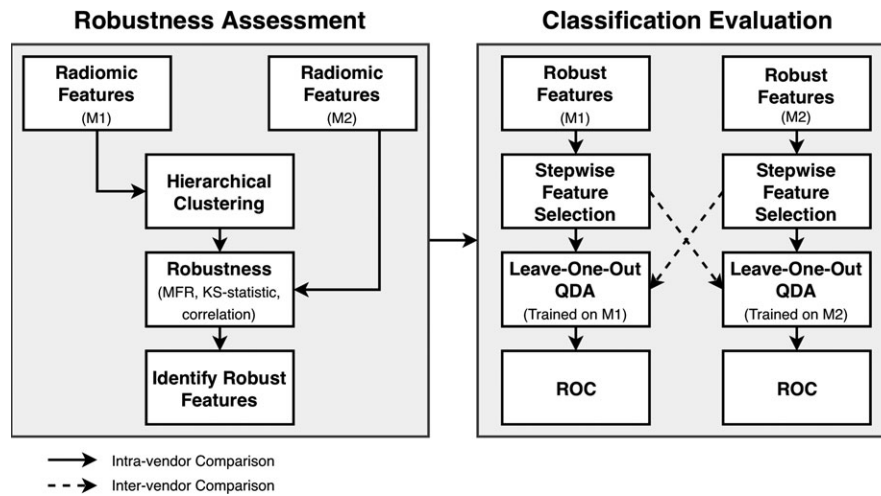 Robustness Assessment
Radiomic
Features
(M1)
Radiomic
Features
(M2)
Hierarchical
Clustering
Robustness
(MFR, KS-statistic,
correlation)
Identify Robust
Features
Classification Evaluation
Robust
Features
(M1)
Robust
Features
(M2)
Stepwise
Feature
Selection
Stepwise
Feature
Selection
Leave-One-Out
QDA
(Trained on M1)
Leave-One-Out
QDA
(Trained on M2)
ROC
ROC
Intra-vendor Comparison
Inter-vendor Comparison